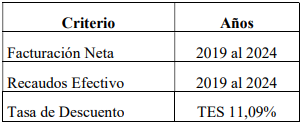 Criterio Años
Facturación Neta 2019 al 2024
Recaudos Efectivo 2019 al 2024
Tasa de Descuento TES 11,09%